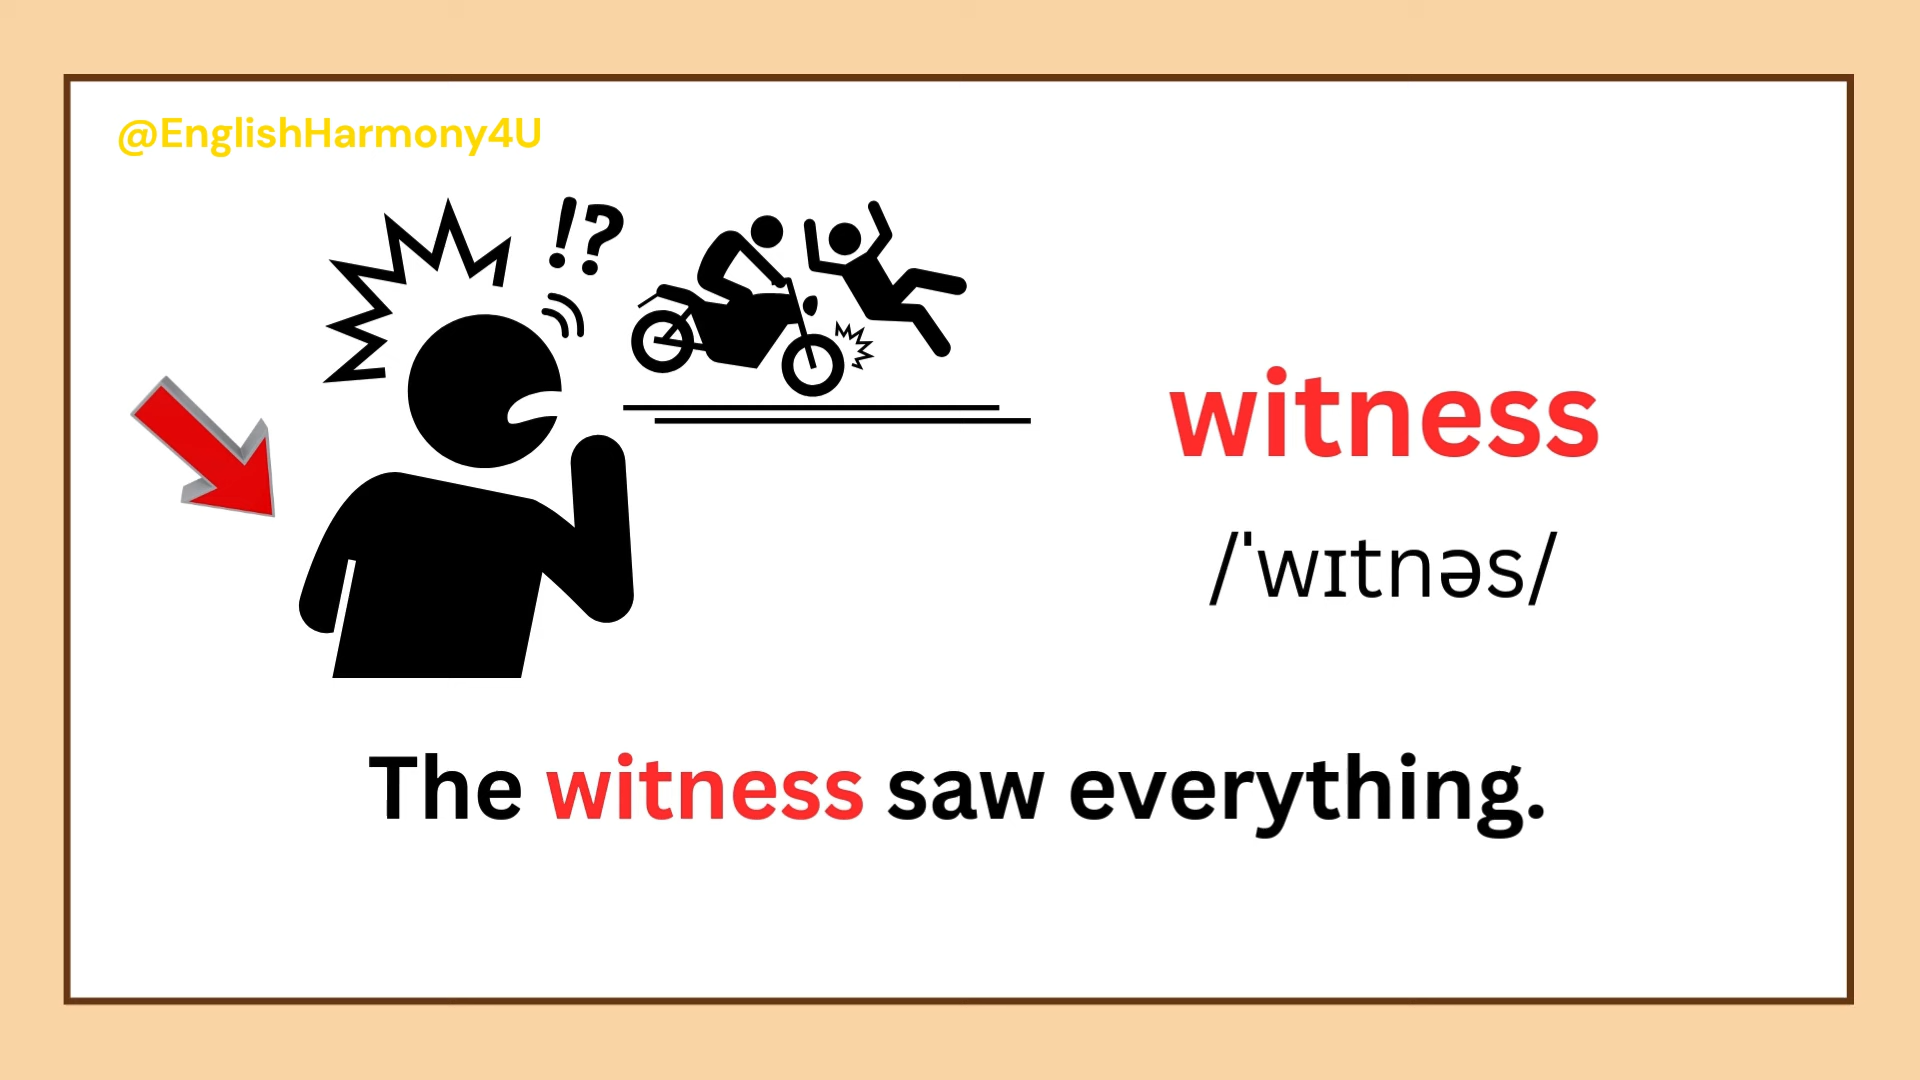 @EnglishHarmony4U
!?
witness
/ˈwɪtnəs/
The witness saw everything.